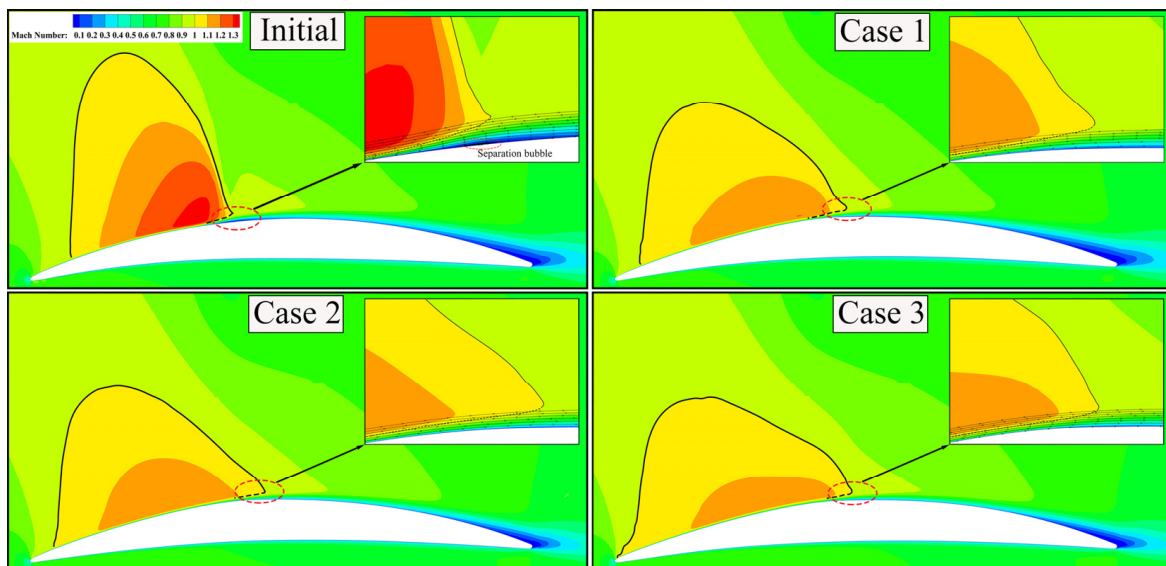 Initial
Mach Number: 0.1 0.2 0.3 0.4 0.5 0.6 0.7 0.8 0.9 1 1.1 1.2 1.3
Separation bubble
Case 1
Case 2
Case 3